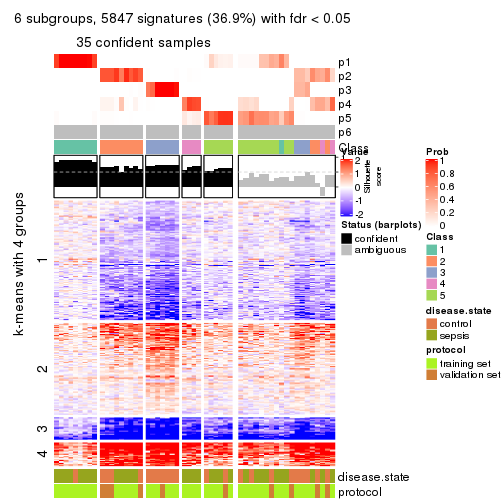 6 subgroups, 5847 signatures (36.9%) with fdr < 0.05
35 confident samples
p1
p2
p3
p4
p5
p6
Class
k-means with 4 groups
1
2
3
4
disease.state
protocol
Value
2
1
0
-1
-2
Silhouette
score
Status (barplots)
confident
ambiguous
Prob
1
0.8
0.6
0.4
0.2
0
Class
1
2
3
4
5
disease.state
control
sepsis
protocol
training set
validation set